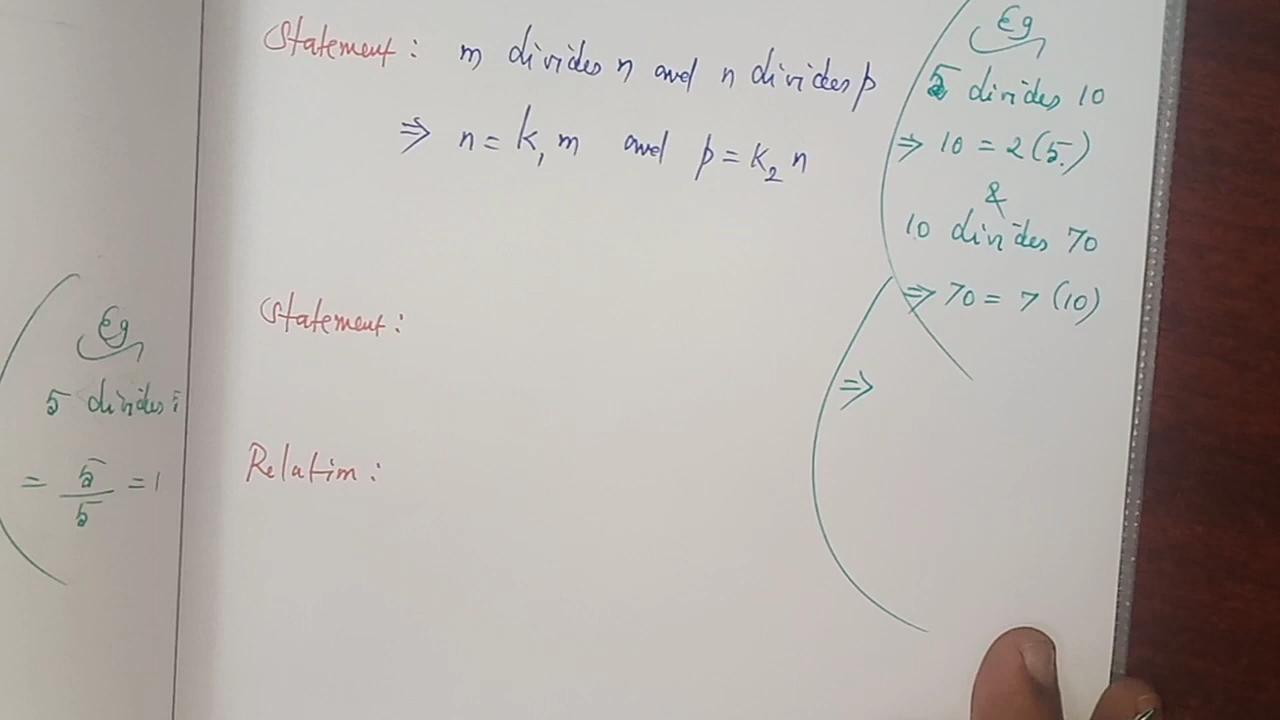 Statement : m divides n and n divides p
⇒ n = k₁ m and p = k₂ n
Statement :
Relation :
Eg
5 divides 10
⇒ 10 = 2 (5)
&
10 divides 70
⇒ 70 = 7 (10)
⇒
Eg
5 divides
= 5/5 = 1